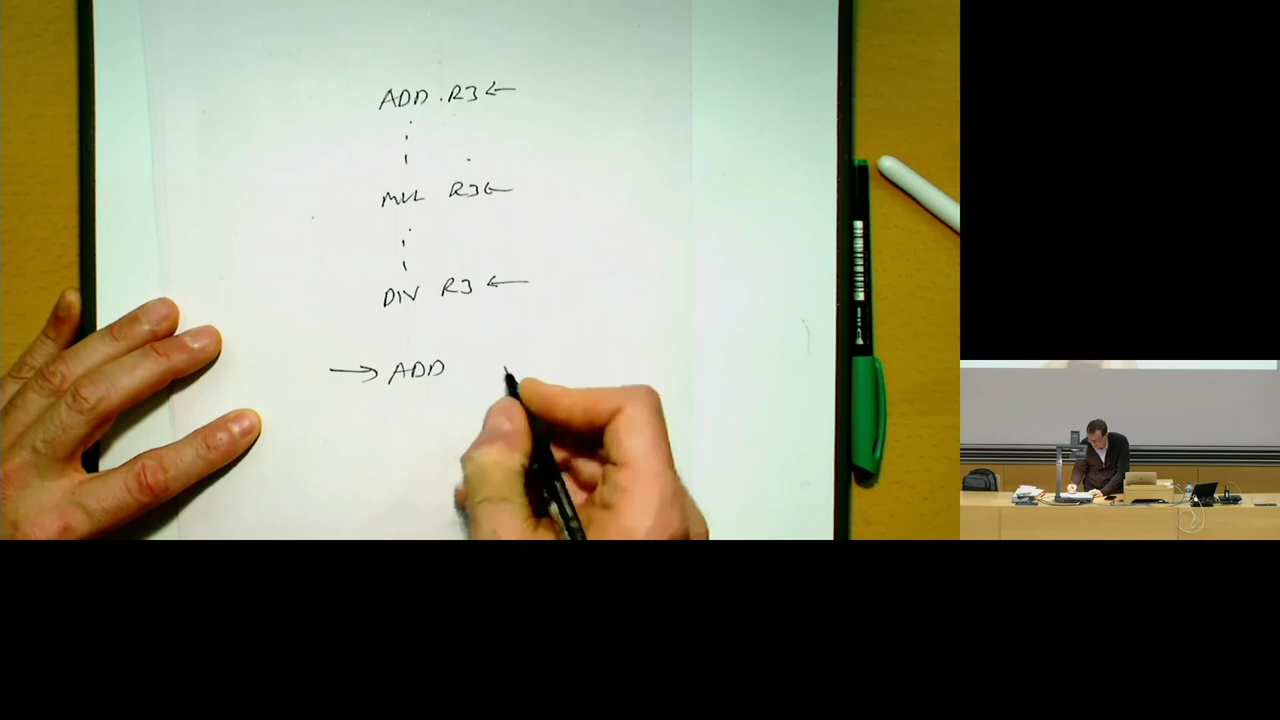 ADD . R3 ←
MUL R3 ←
DIV R3 ←
→ ADD